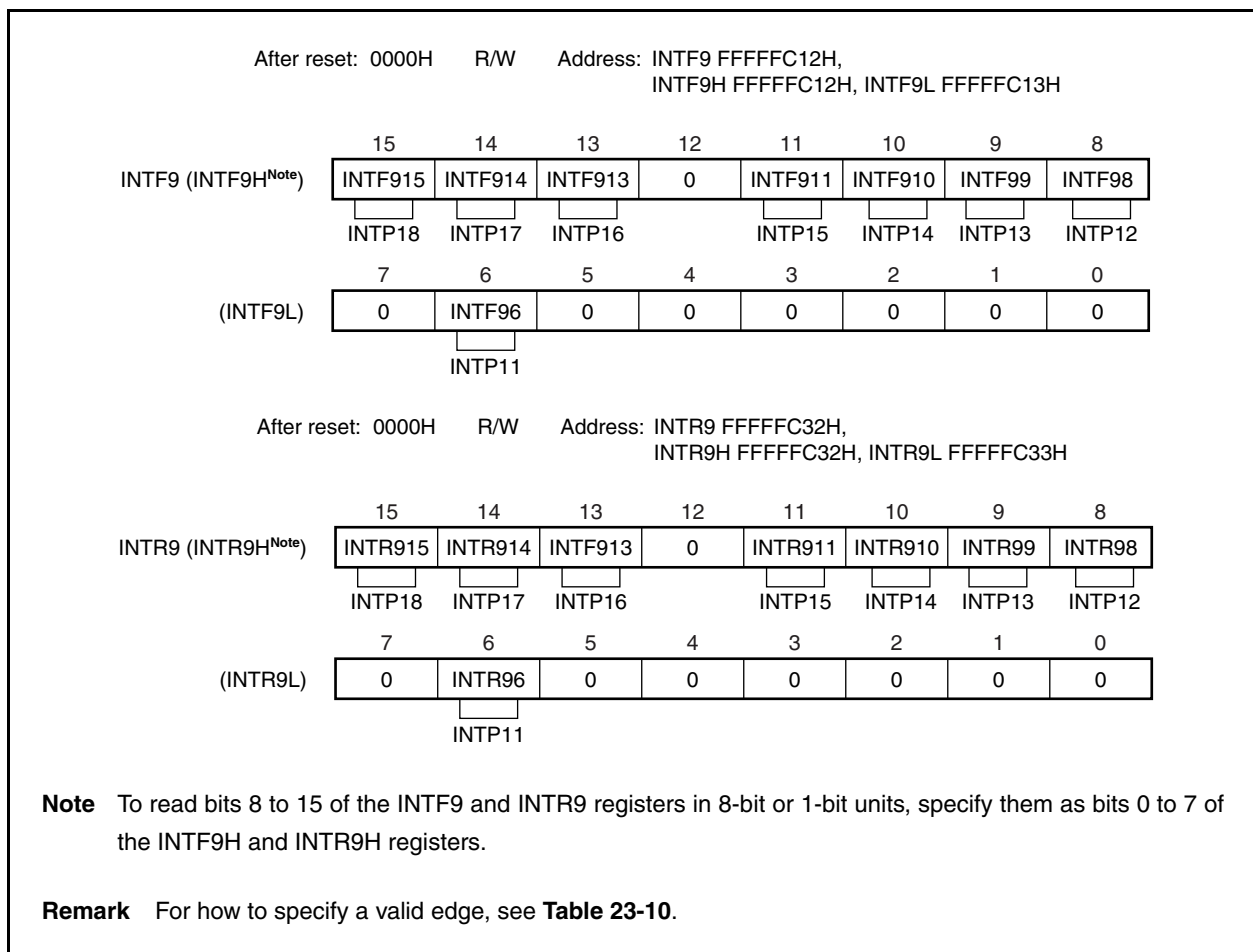 After reset: 0000H R/W Address: INTF9 FFFFFC12H,
INTF9H FFFFFC12H, INTF9L FFFFFC13H
15 14 13 12 11 10 9 8
INTF9 (INTF9HNote) INTF915 INTF914 INTF913 0 INTF911 INTF910 INTF99 INTF98
INTP18 INTP17 INTP16 INTP15 INTP14 INTP13 INTP12
7 6 5 4 3 2 1 0
(INTF9L) 0 INTF96 0 0 0 0 0 0
INTP11
After reset: 0000H R/W Address: INTR9 FFFFFC32H,
INTR9H FFFFFC32H, INTR9L FFFFFC33H
15 14 13 12 11 10 9 8
INTR9 (INTR9HNote) INTR915 INTR914 INTF913 0 INTR911 INTR910 INTR99 INTR98
INTP18 INTP17 INTP16 INTP15 INTP14 INTP13 INTP12
7 6 5 4 3 2 1 0
(INTR9L) 0 INTR96 0 0 0 0 0 0
INTP11
Note To read bits 8 to 15 of the INTF9 and INTR9 registers in 8-bit or 1-bit units, specify them as bits 0 to 7 of
the INTF9H and INTR9H registers.
Remark For how to specify a valid edge, see Table 23-10.